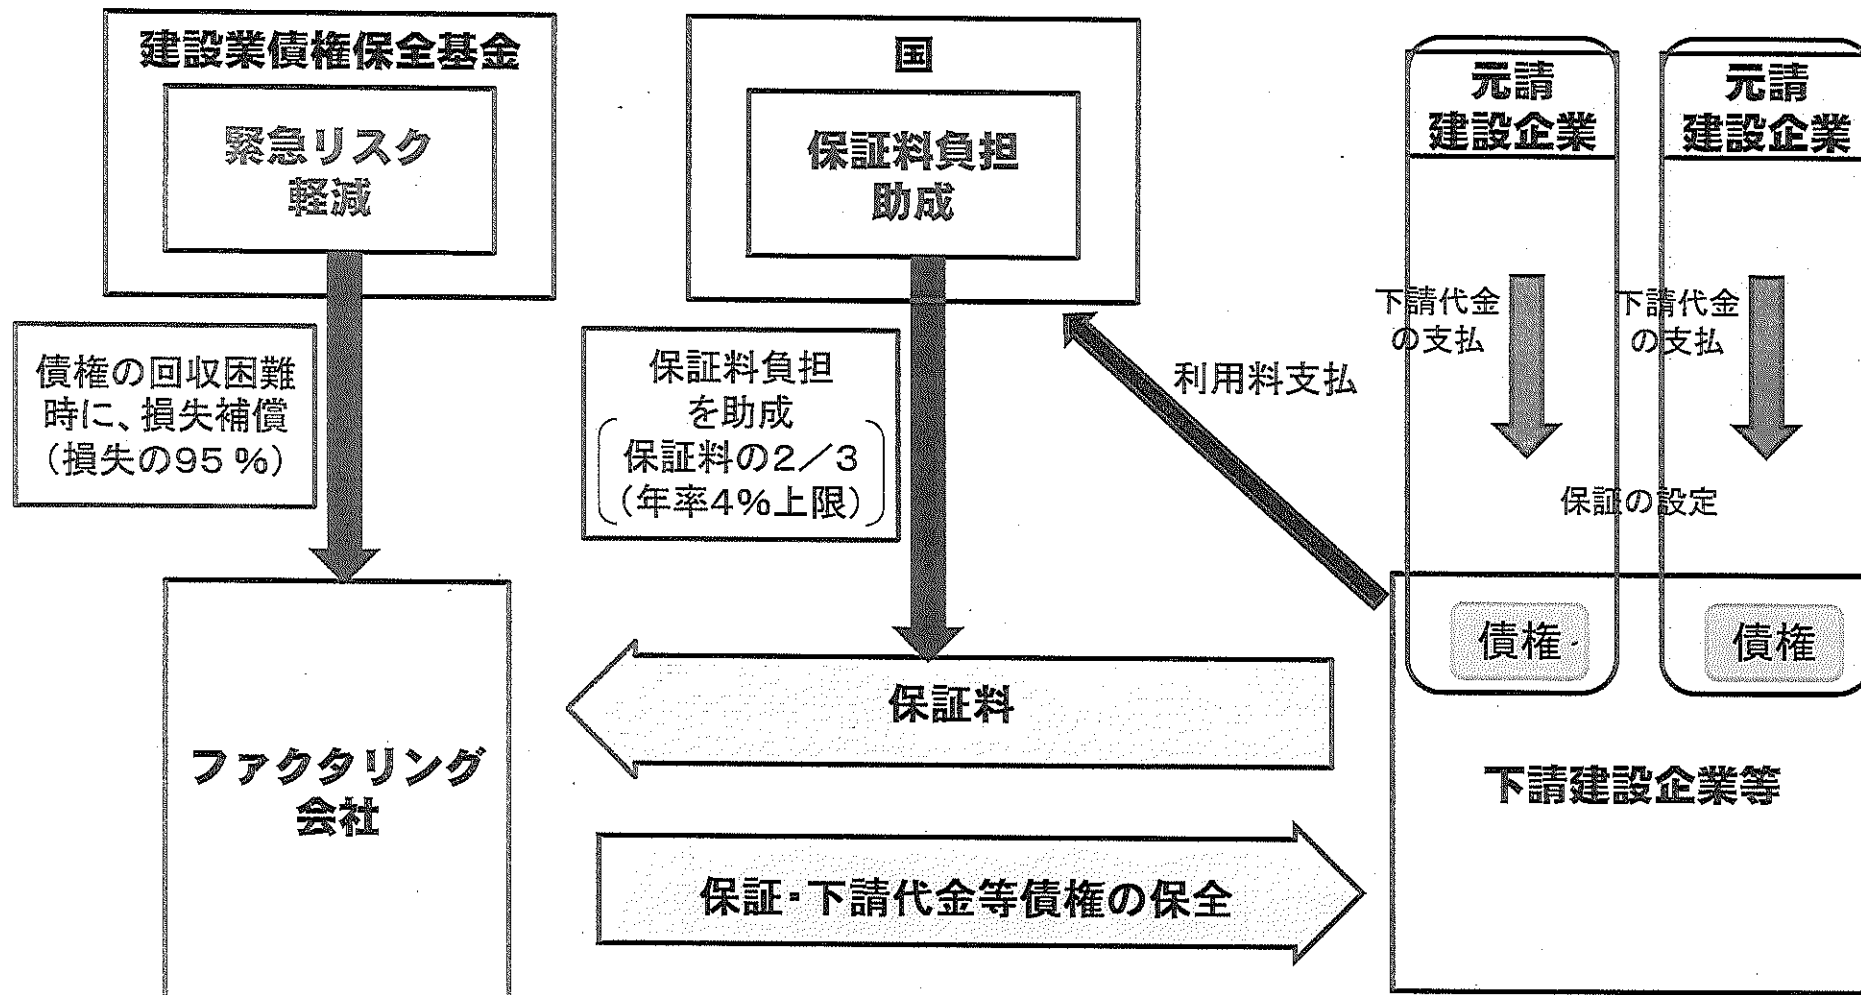 建設業債権保全基金
緊急リスク
軽減
国
保証料負担
助成
元請
建設企業
元請
建設企業
債権の回収困難
時に、損失補償
（損失の95％）
保証料負担
を助成
保証料の2／3
（年率4%上限）
利用料支払
下請代金
の支払
下請代金
の支払
保証の設定
債権
債権
保証料
ファクタリング
会社
下請建設企業等
保証・下請代金等債権の保全